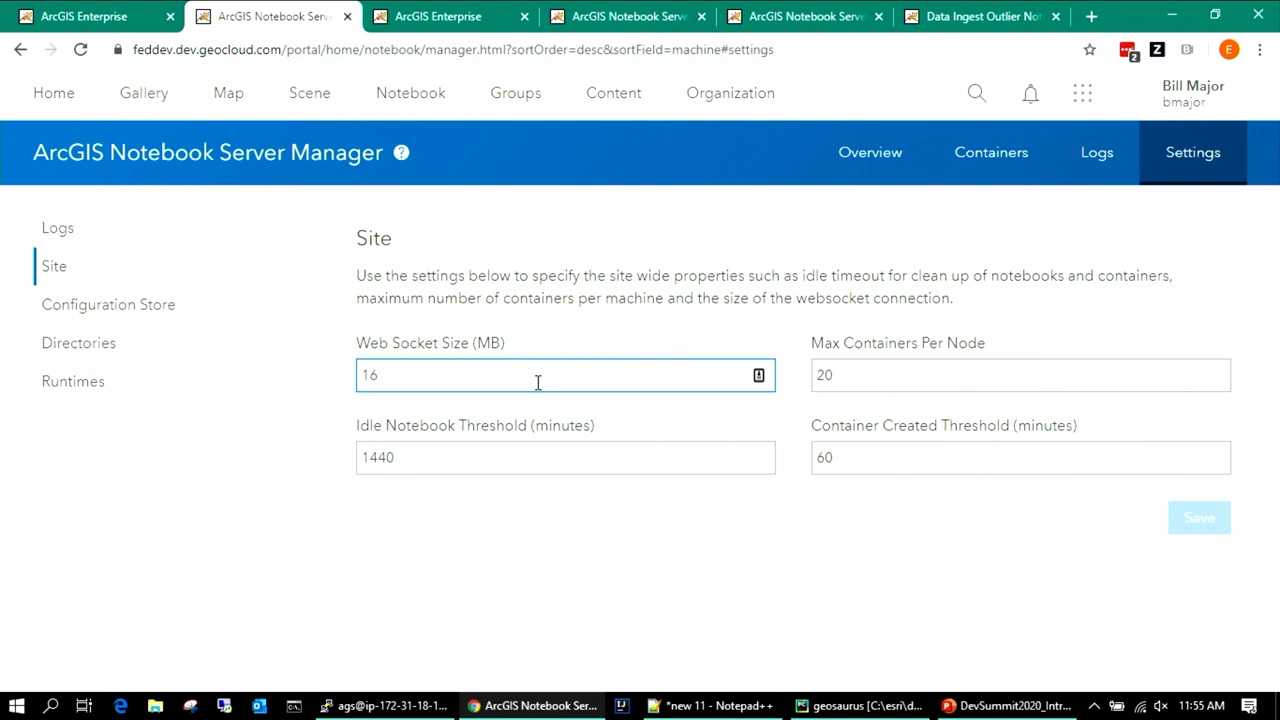 ArcGIS Enterprise
ArcGIS Notebook Serve
ArcGIS Enterprise
ArcGIS Notebook Serve
ArcGIS Notebook Serve
Data Ingest Outlier Not
feddev.dev.geocloud.com/portal/home/notebook/manager.html?sortOrder=desc&sortField=machine#settings
2
Z
E
Home
Gallery
Map
Scene
Notebook
Groups
Content
Organization
Bill Major
bmajor
ArcGIS Notebook Server Manager ?
Overview
Containers
Logs
Settings
Logs
Site
Configuration Store
Directories
Runtimes
Site
Use the settings below to specify the site wide properties such as idle timeout for clean up of notebooks and containers,
maximum number of containers per machine and the size of the websocket connection.
Web Socket Size (MB)
Max Containers Per Node
16
20
Idle Notebook Threshold (minutes)
Container Created Threshold (minutes)
1440
60
Save
ags@ip-172-31-18-1...
ArcGIS Notebook Ser...
*new 11 - Notepad++
geosaurus [C:\esri\d...
DevSummit2020_Intr...
11:55 AM